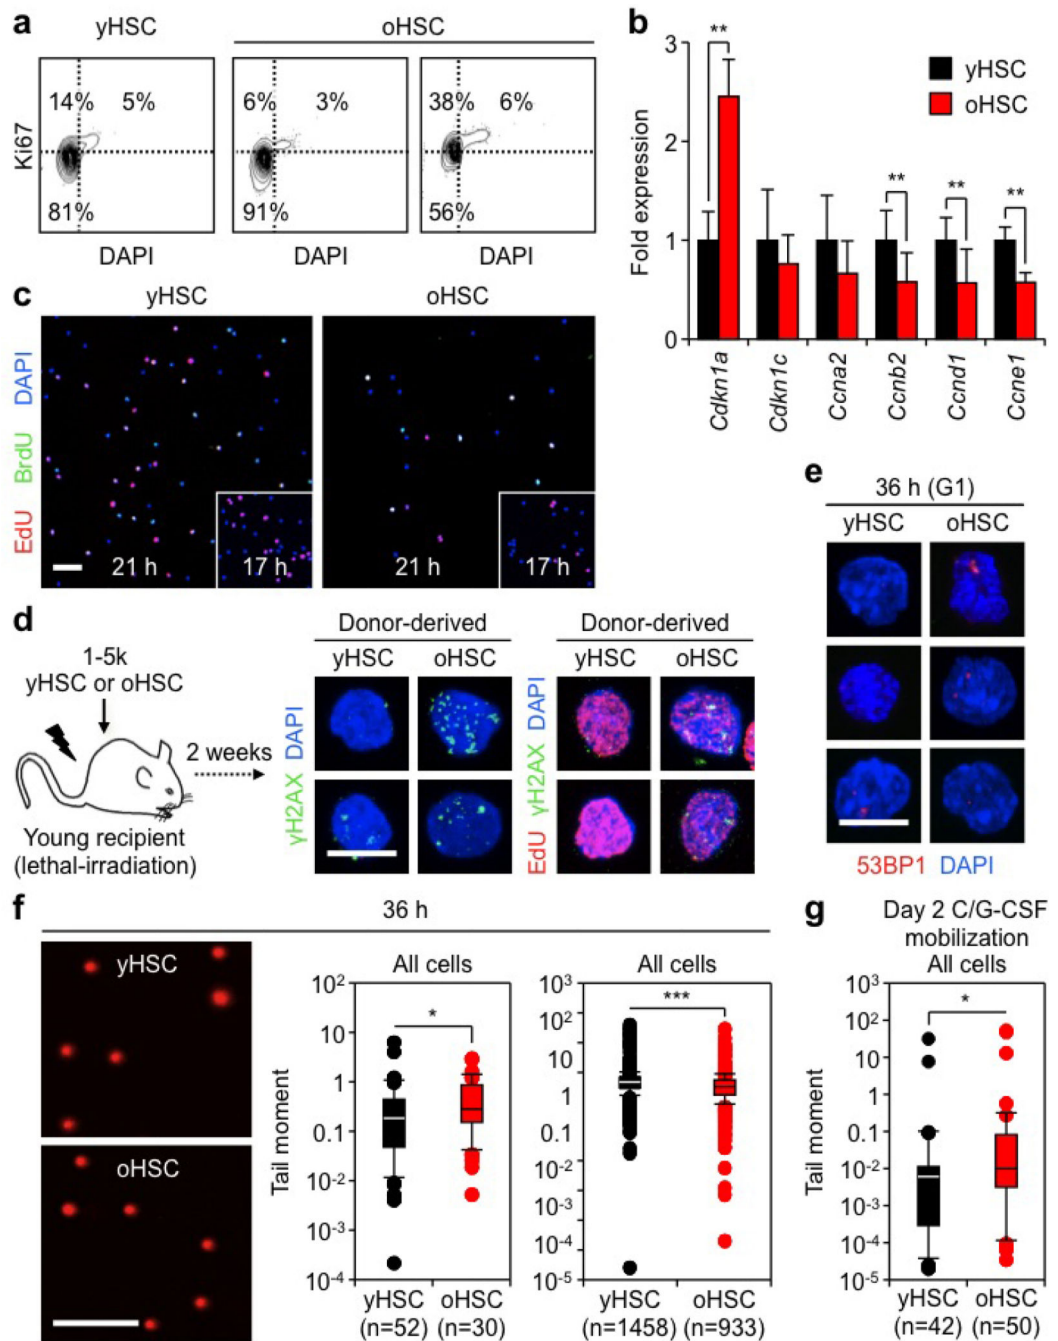 a
yHSC
oHSC
14%
5%
81%
6%
3%
91%
38%
6%
56%
Ki67
DAPI
DAPI
DAPI
b
Fold expression
3
2
1
0
**
**
**
**
yHSC
oHSC
Cdkn1a
Cdkn1c
Ccna2
Ccnb2
Ccnd1
Ccne1
c
yHSC
oHSC
EdU BrdU DAPI
21 h
17 h
21 h
17 h
d
1-5k
yHSC or oHSC
2 weeks
Young recipient
(lethal-irradiation)
Donor-derived
yHSC oHSC
γH2AX DAPI
Donor-derived
yHSC oHSC
EdU γH2AX DAPI
e
36 h (G1)
yHSC oHSC
53BP1 DAPI
f
36 h
yHSC
oHSC
All cells
Tail moment
10²
10
1
0.1
10⁻²
10⁻³
10⁻⁴
*
yHSC
(n=52)
oHSC
(n=30)
All cells
10³
10²
10
1
0.1
10⁻²
10⁻³
10⁻⁴
10⁻⁵
***
yHSC
(n=1458)
oHSC
(n=933)
g
Day 2 C/G-CSF
mobilization
All cells
Tail moment
10³
10²
10
1
0.1
10⁻²
10⁻³
10⁻⁴
10⁻⁵
*
yHSC
(n=42)
oHSC
(n=50)